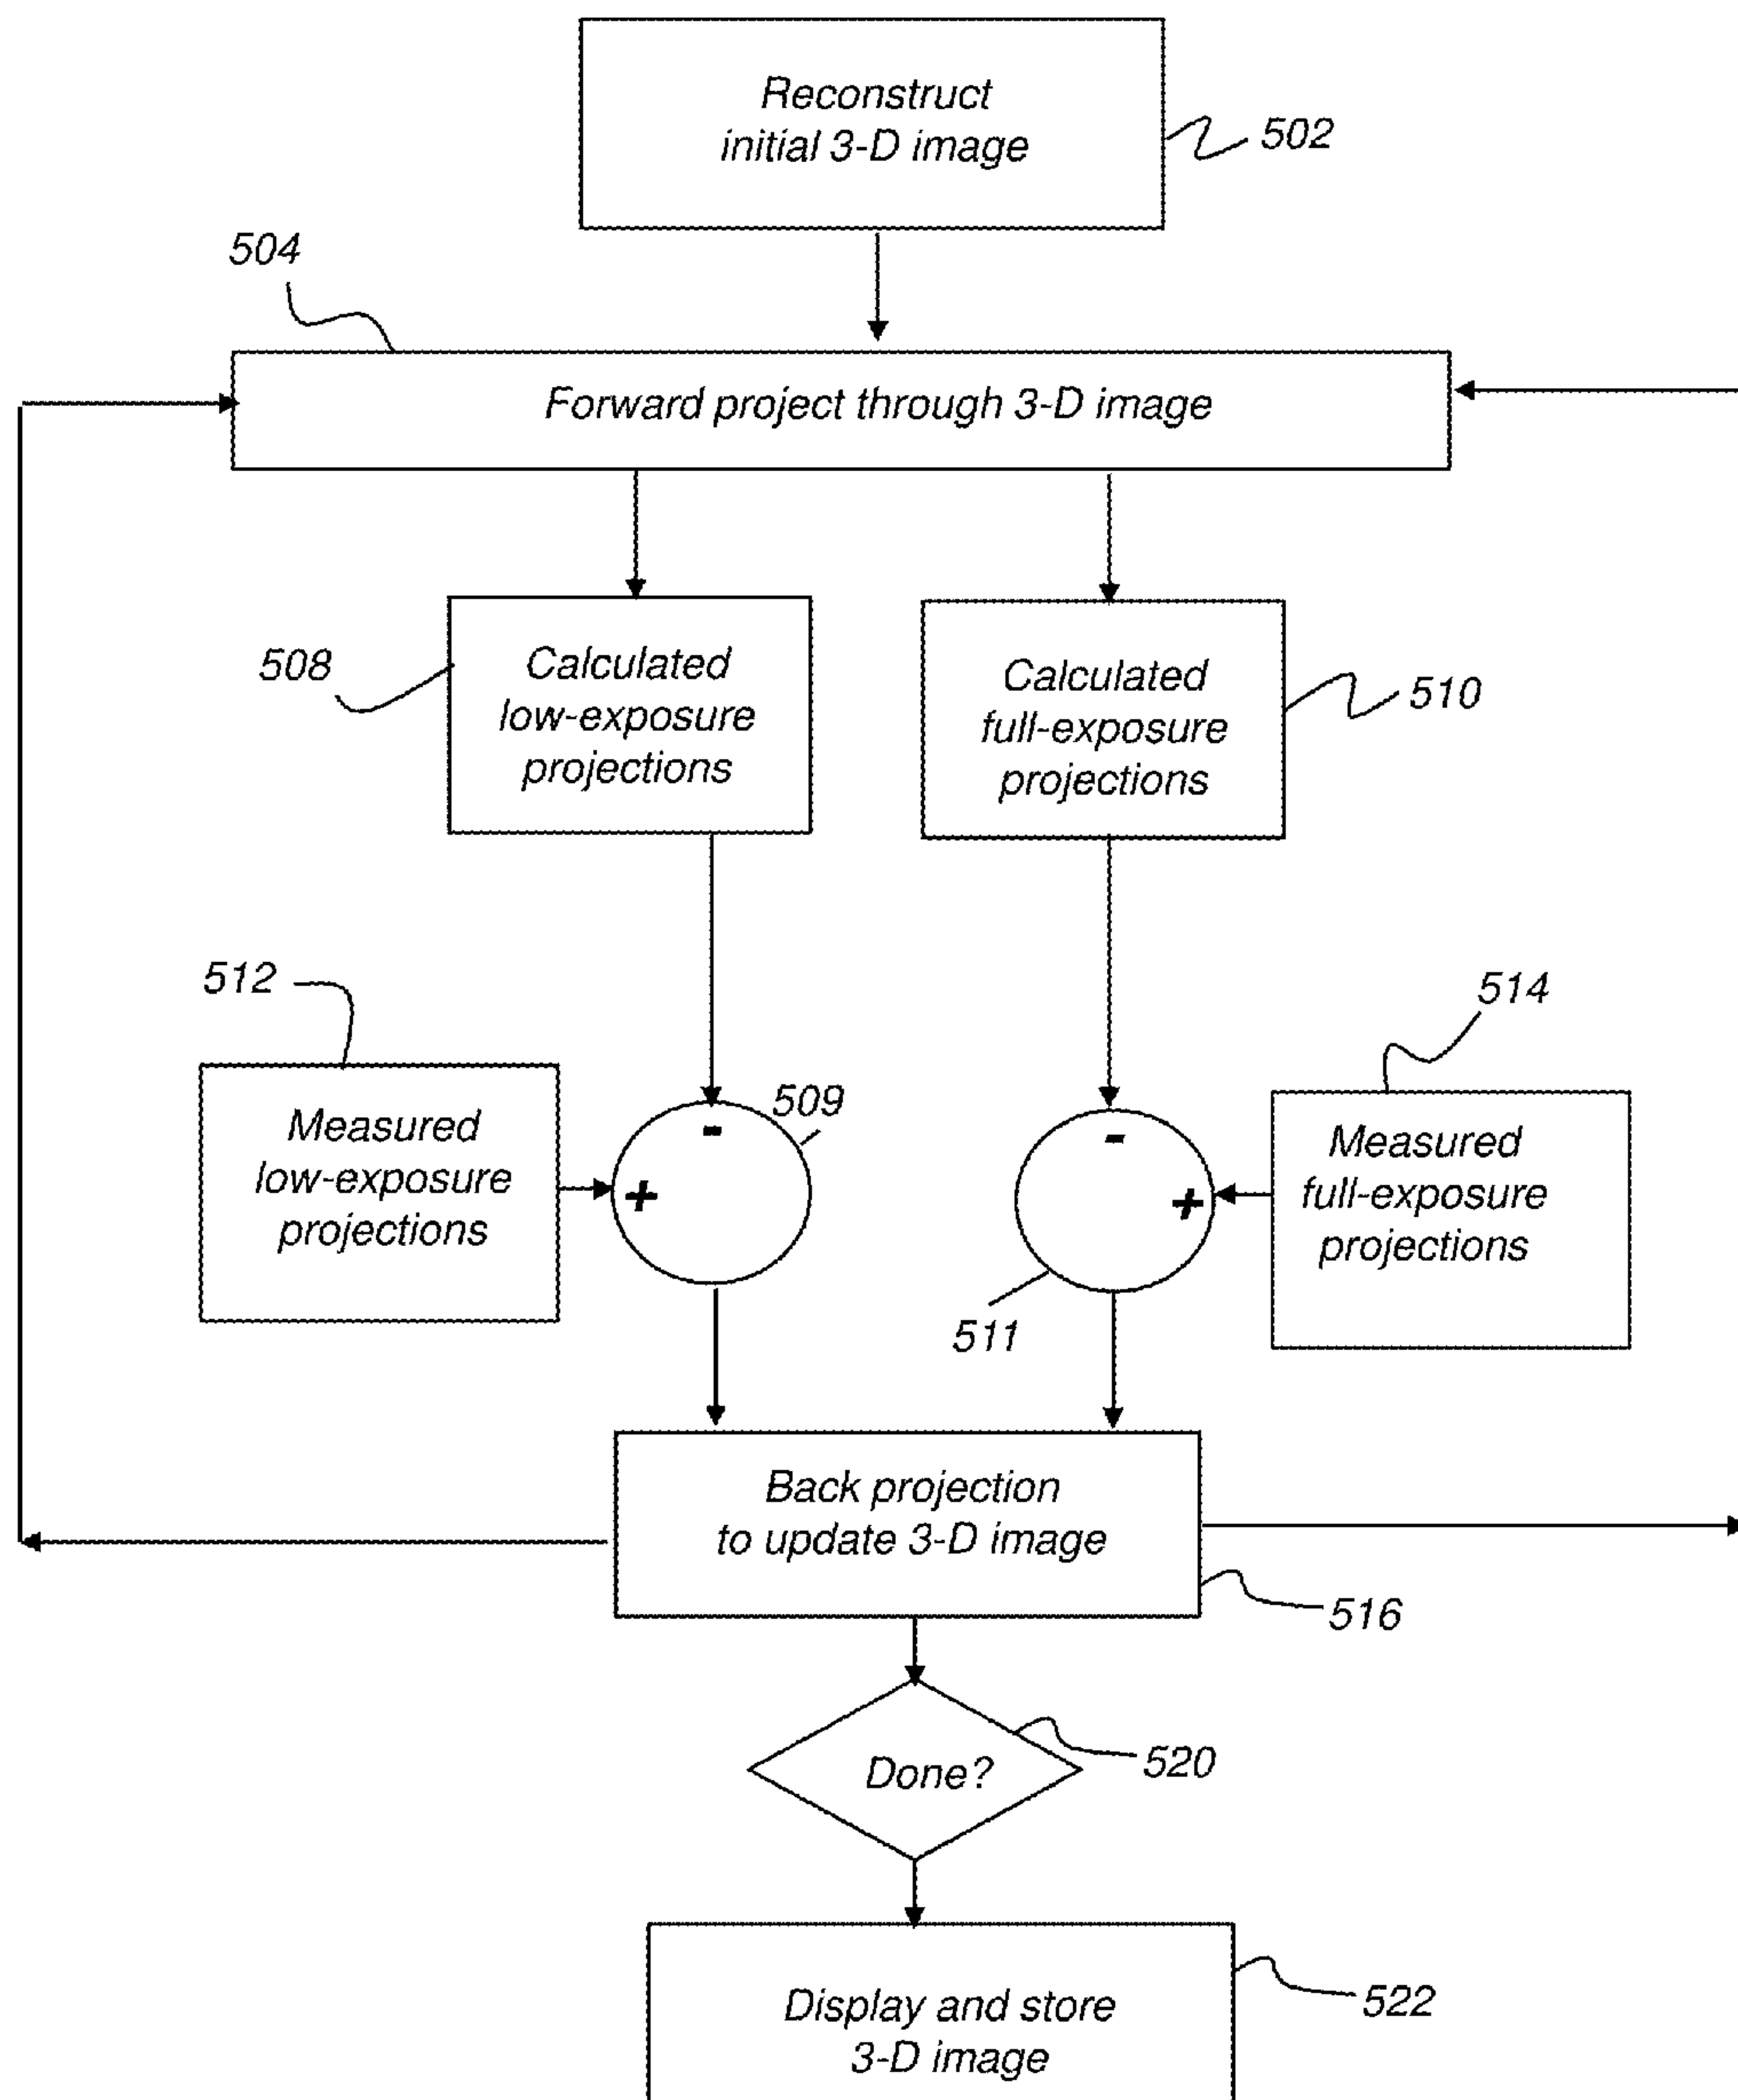 Reconstruct
initial 3-D image
502
504
Forward project through 3-D image
508
Calculated
low-exposure
projections
Calculated
full-exposure
projections
510
512
514
Measured
low-exposure
projections
-
+
509
-
+
511
Measured
full-exposure
projections
Back projection
to update 3-D image
516
Done?
520
Display and store
3-D image
522